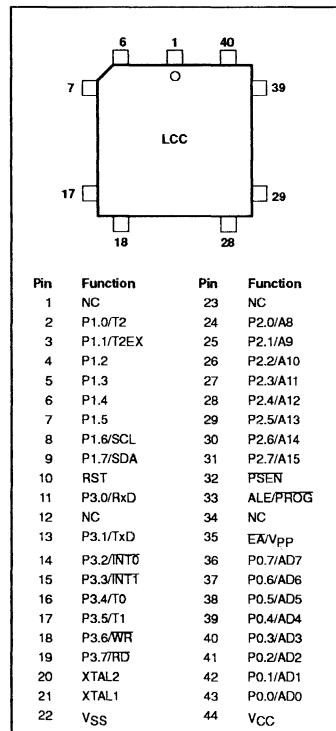 6 1 40
7 39
LCC
17 29
18 28
Pin Function Pin Function
1 NC 23 NC
2 P1.0/T2 24 P2.0/A8
3 P1.1/T2EX 25 P2.1/A9
4 P1.2 26 P2.2/A10
5 P1.3 27 P2.3/A11
6 P1.4 28 P2.4/A12
7 P1.5 29 P2.5/A13
8 P1.6/SCL 30 P2.6/A14
9 P1.7/SDA 31 P2.7/A15
10 RST 32 P̅S̅E̅N̅
11 P3.0/RxD 33 ALE/P̅R̅O̅G̅
12 NC 34 NC
13 P3.1/TxD 35 E̅A̅/VPP
14 P3.2/I̅N̅T̅0̅ 36 P0.7/AD7
15 P3.3/I̅N̅T̅1̅ 37 P0.6/AD6
16 P3.4/T0 38 P0.5/AD5
17 P3.5/T1 39 P0.4/AD4
18 P3.6/W̅R̅ 40 P0.3/AD3
19 P3.7/R̅D̅ 41 P0.2/AD2
20 XTAL2 42 P0.1/AD1
21 XTAL1 43 P0.0/AD0
22 VSS 44 VCC